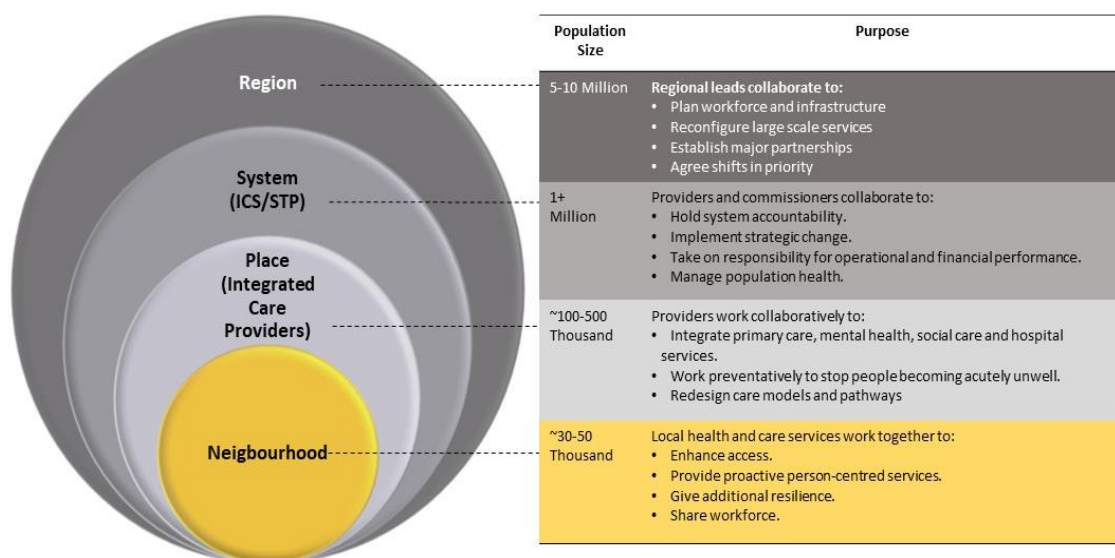 Region
System
(ICS/STP)
Place
(Integrated
Care
Providers)
Neigbourhood
Population
Size
Purpose
5-10 Million
Regional leads collaborate to:
• Plan workforce and infrastructure
• Reconfigure large scale services
• Establish major partnerships
• Agree shifts in priority
1+
Million
Providers and commissioners collaborate to:
• Hold system accountability.
• Implement strategic change.
• Take on responsibility for operational and financial performance.
• Manage population health.
~100-500
Thousand
Providers work collaboratively to:
• Integrate primary care, mental health, social care and hospital
services.
• Work preventatively to stop people becoming acutely unwell.
• Redesign care models and pathways
~30-50
Thousand
Local health and care services work together to:
• Enhance access.
• Provide proactive person-centred services.
• Give additional resilience.
• Share workforce.